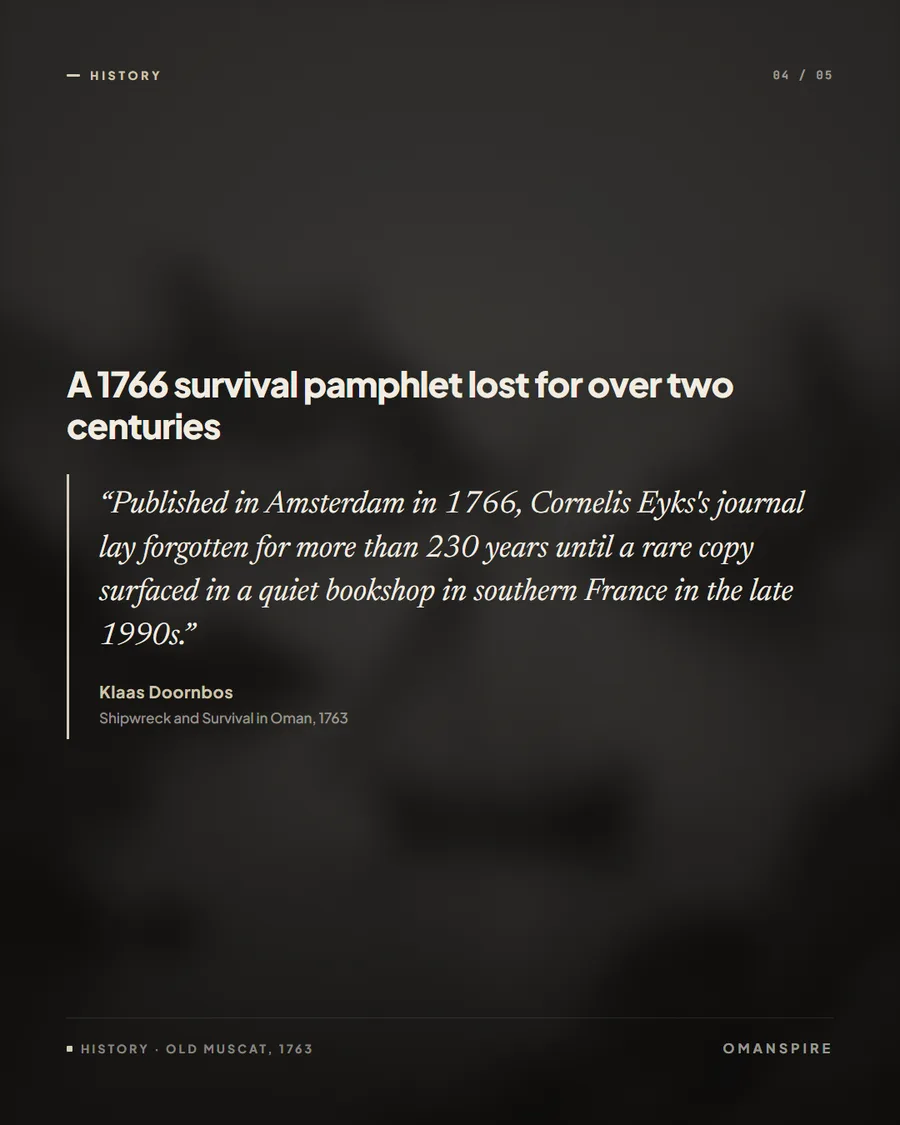 — HISTORY
04 / 05
A 1766 survival pamphlet lost for over two
centuries
“Published in Amsterdam in 1766, Cornelis Eyks's journal
lay forgotten for more than 230 years until a rare copy
surfaced in a quiet bookshop in southern France in the late
1990s.”
Klaas Doornbos
Shipwreck and Survival in Oman, 1763
HISTORY · OLD MUSCAT, 1763
OMANSPIRE